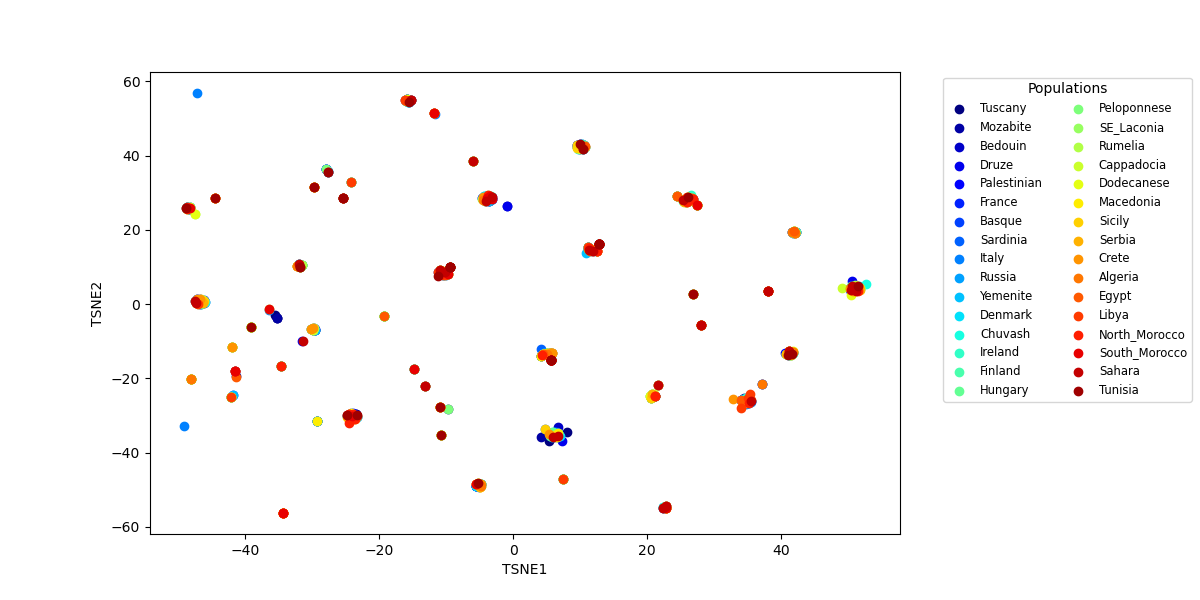 Populations
Tuscany
Mozabite
Bedouin
Druze
Palestinian
France
Basque
Sardinia
Italy
Russia
Yemenite
Denmark
Chuvash
Ireland
Finland
Hungary
Peloponnese
SE_Laconia
Rumelia
Cappadocia
Dodecanese
Macedonia
Sicily
Serbia
Crete
Algeria
Egypt
Libya
North_Morocco
South_Morocco
Sahara
Tunisia
TSNE2
60
40
20
0
−20
−40
−60
−40
−20
0
20
40
TSNE1